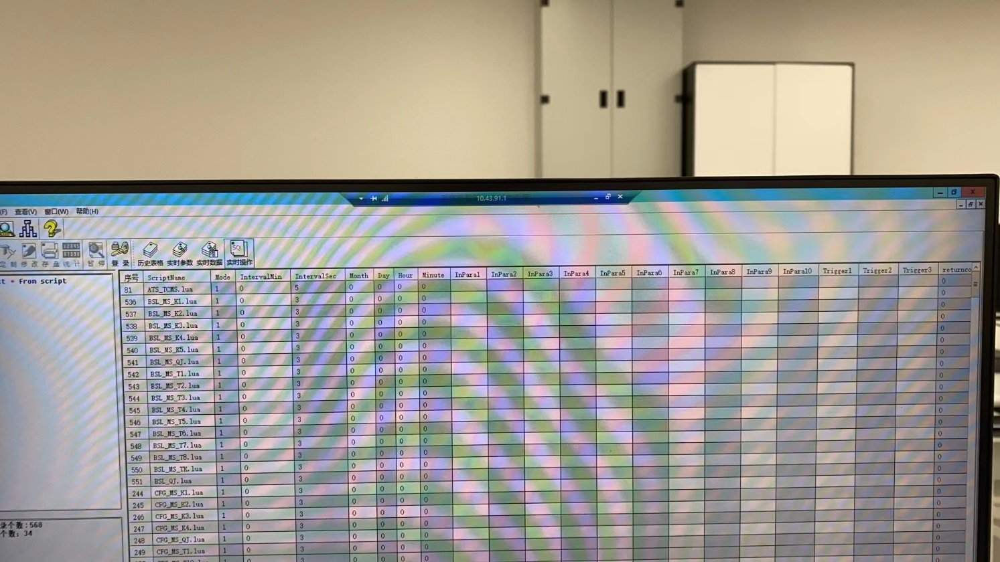 10.43.91.1
(F) 查看(V) 窗口(W) 帮助(H)
定 制 修 改 存 盘 统 计 暂 停 登 录 历史表格 实时参数 实时数据 实时操作
ct * from script
序号 ScriptName Mode IntervalMin IntervalSec Month Day Hour Minute InPara1 InPara2 InPara3 InPara4 InPara5 InPara6 InPara7 InPara8 InPara9 InPara10 Trigger1 Trigger2 Trigger3 returnco
81 ATS_TCMS.lua 1 0 5 0 0 0 0 0
536 BSL_MS_K1.lua 1 0 3 0 0 0 0 0
537 BSL_MS_K2.lua 1 0 3 0 0 0 0 0
538 BSL_MS_K3.lua 1 0 3 0 0 0 0 0
539 BSL_MS_K4.lua 1 0 3 0 0 0 0 0
540 BSL_MS_K5.lua 1 0 3 0 0 0 0 0
541 BSL_MS_QJ.lua 1 0 3 0 0 0 0 0
542 BSL_MS_T1.lua 1 0 3 0 0 0 0 0
543 BSL_MS_T2.lua 1 0 3 0 0 0 0 0
544 BSL_MS_T3.lua 1 0 3 0 0 0 0 0
545 BSL_MS_T4.lua 1 0 3 0 0 0 0 0
546 BSL_MS_T5.lua 1 0 3 0 0 0 0 0
547 BSL_MS_T6.lua 1 0 3 0 0 0 0 0
548 BSL_MS_T7.lua 1 0 3 0 0 0 0 0
549 BSL_MS_T8.lua 1 0 3 0 0 0 0 0
550 BSL_MS_TK.lua 1 0 3 0 0 0 0 0
551 BSL_QJ.lua 1 0 3 0 0 0 0 0
244 CFG_MS_K1.lua 1 0 3 0 0 0 0 0
245 CFG_MS_K2.lua 1 0 3 0 0 0 0 0
246 CFG_MS_K3.lua 1 0 3 0 0 0 0 0
247 CFG_MS_K4.lua 1 0 3 0 0 0 0 0
248 CFG_MS_QJ.lua 1 0 3 0 0 0 0 0
249 CFG_MS_T1.lua 1 0 3 0 0 0 0 0
录个数:568
个数: 34